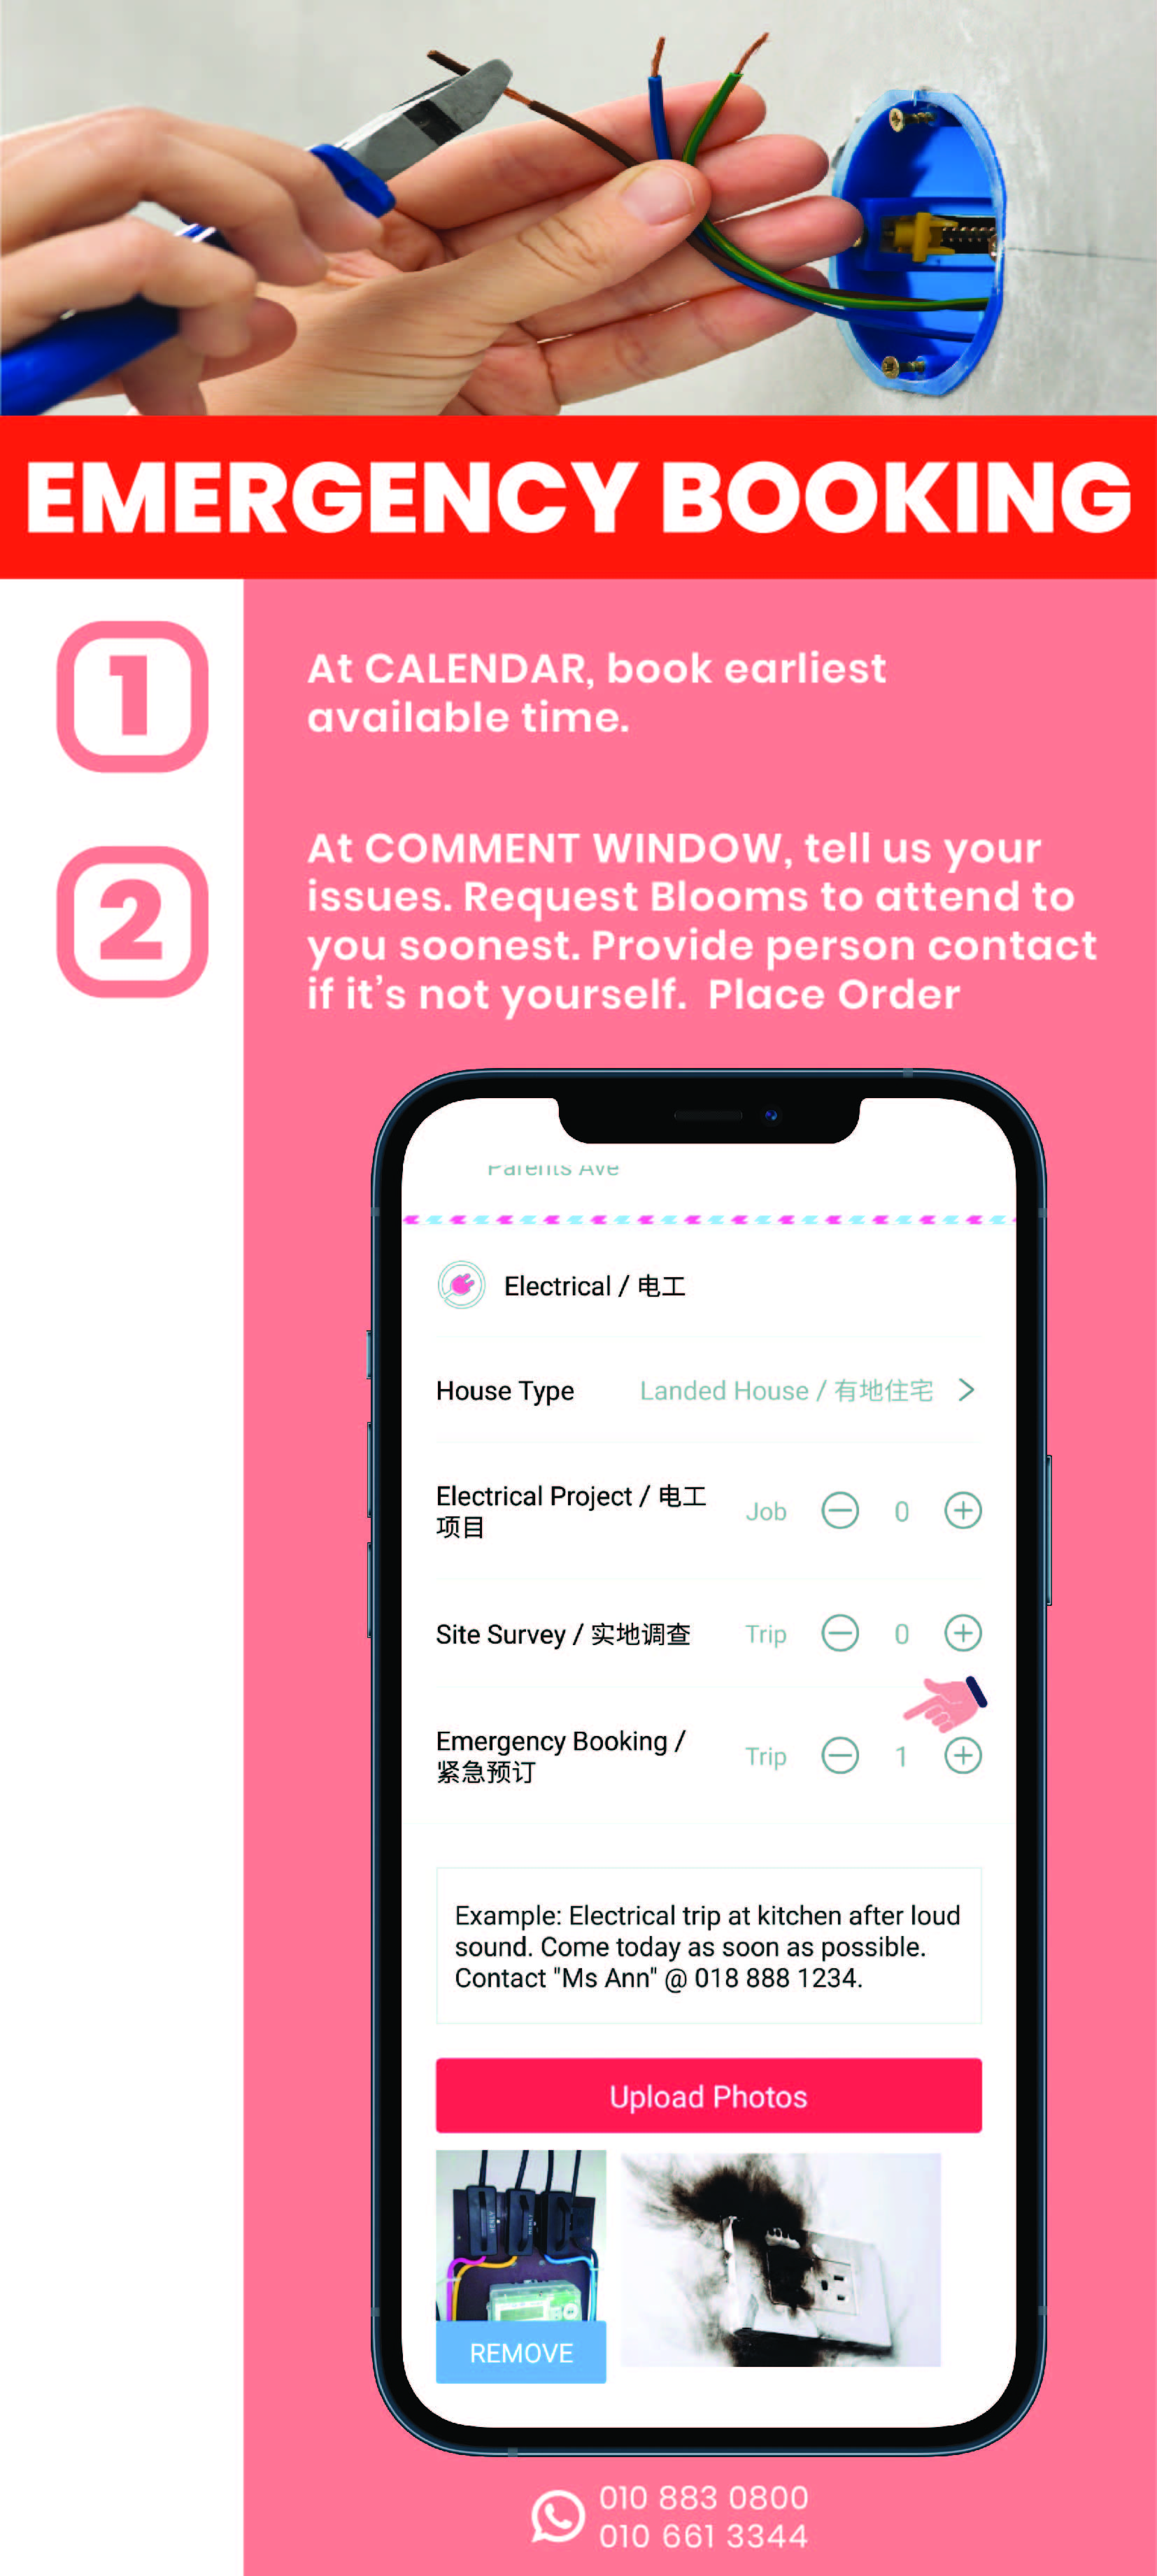 EMERGENCY BOOKING
1
At CALENDAR, book earliest
available time.
2
At COMMENT WINDOW, tell us your
issues. Request Blooms to attend to
you soonest. Provide person contact
if it's not yourself. Place Order
Parents Ave
Electrical / 电工
House Type Landed House / 有地住宅 >
Electrical Project / 电工
项目
Job 0
Site Survey / 实地调查 Trip 0
Emergency Booking /
紧急预订
Trip 1
Example: Electrical trip at kitchen after loud
sound. Come today as soon as possible.
Contact "Ms Ann" @ 018 888 1234.
Upload Photos
REMOVE
010 883 0800
010 661 3344